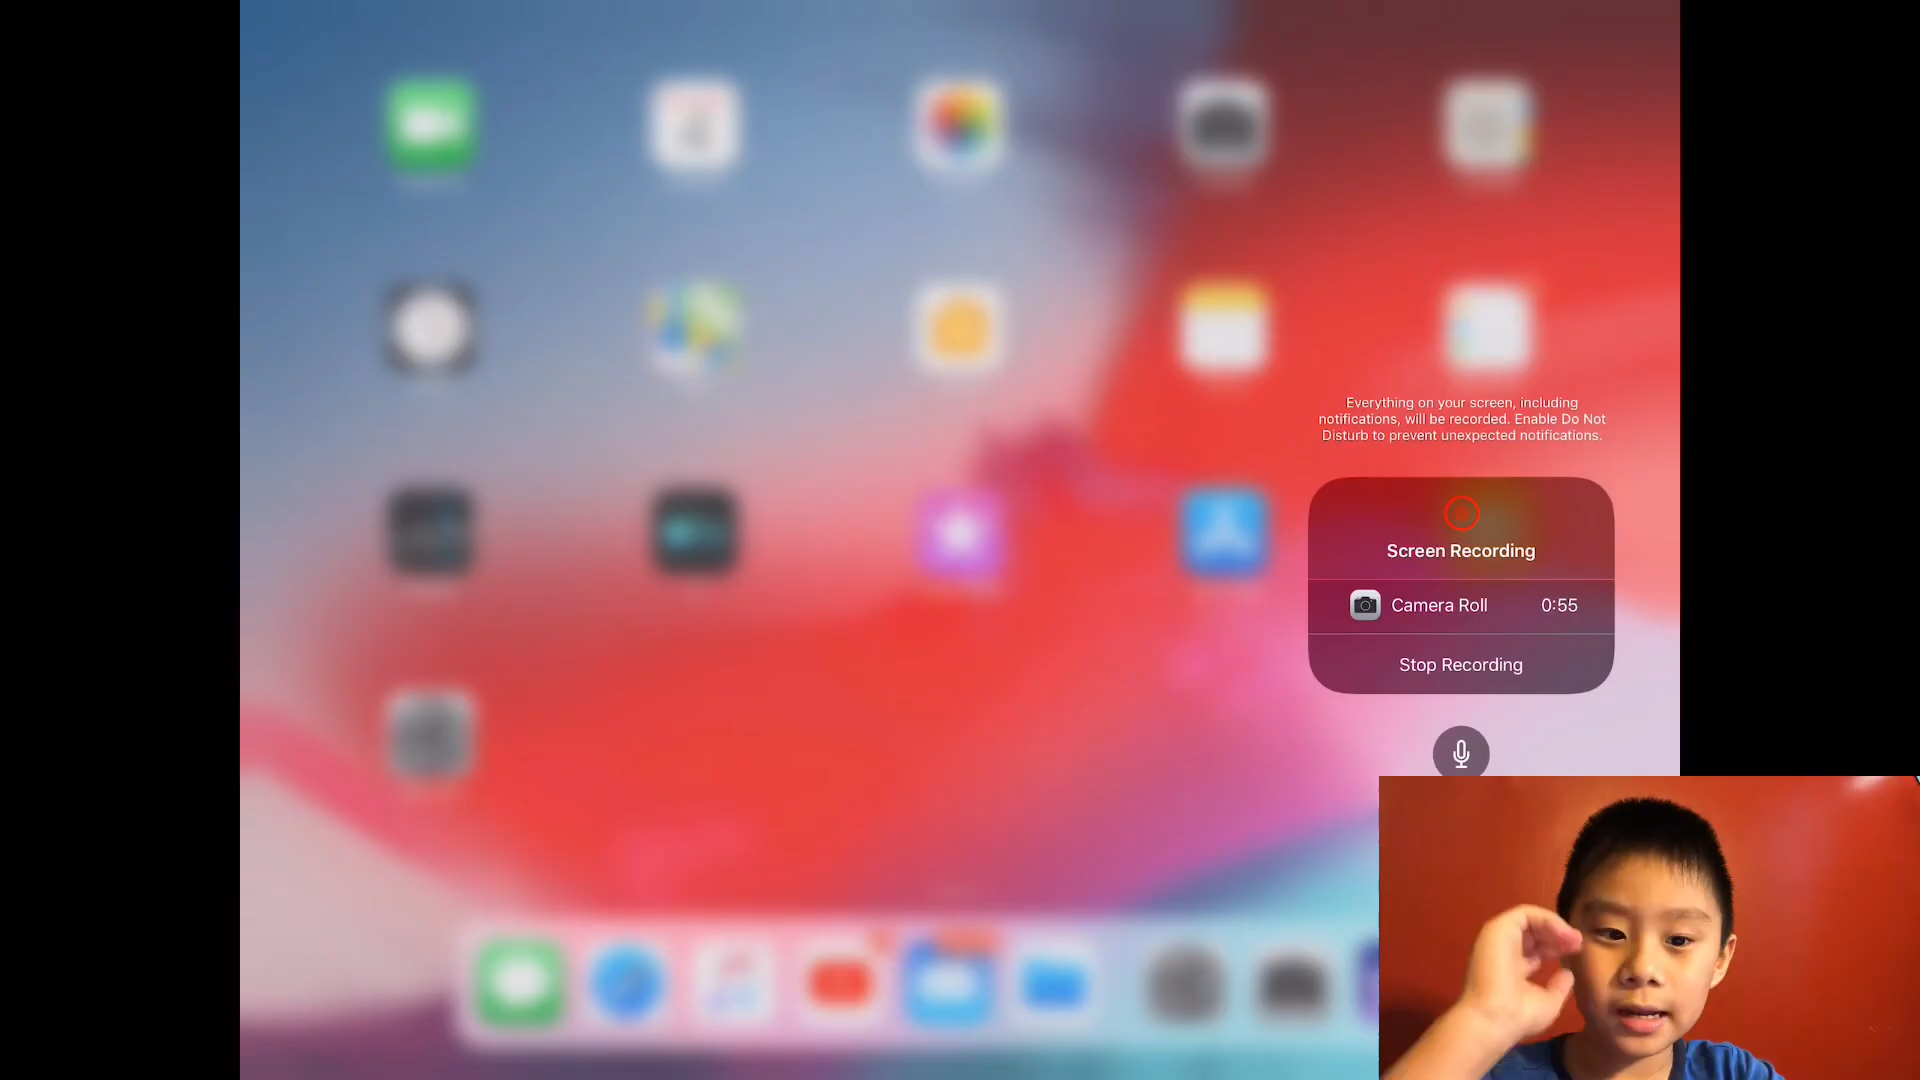 Everything on your screen, including
notifications, will be recorded. Enable Do Not
Disturb to prevent unexpected notifications.
Screen Recording
Camera Roll 0:55
Stop Recording